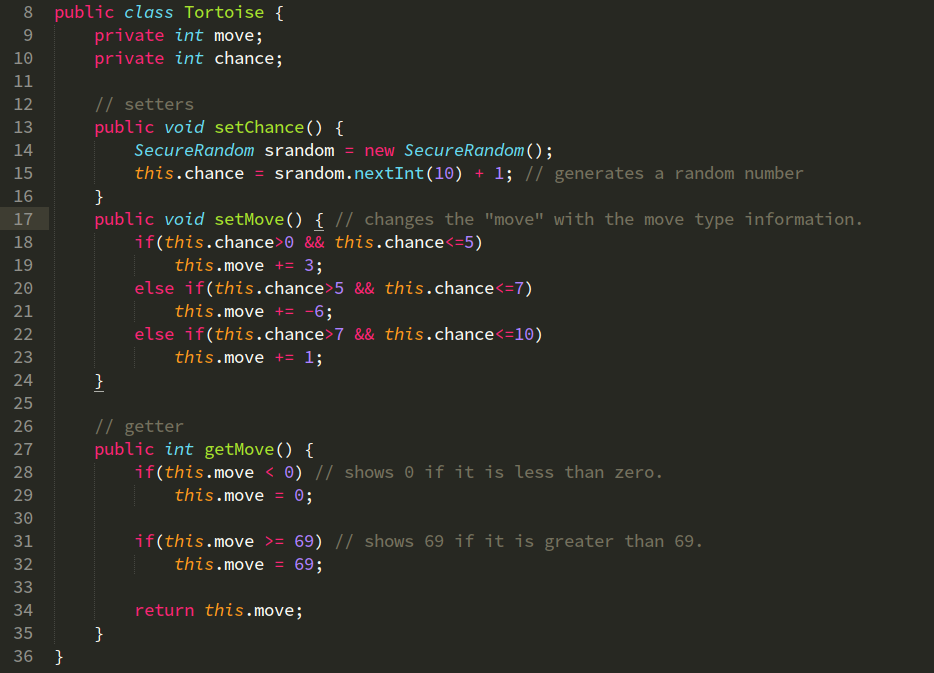 8 public class Tortoise {
9     private int move;
10     private int chance;
11
12     // setters
13     public void setChance() {
14         SecureRandom srandom = new SecureRandom();
15         this.chance = srandom.nextInt(10) + 1; // generates a random number
16     }
17     public void setMove() { // changes the "move" with the move type information.
18         if(this.chance>0 && this.chance<=5)
19             this.move += 3;
20         else if(this.chance>5 && this.chance<=7)
21             this.move += -6;
22         else if(this.chance>7 && this.chance<=10)
23             this.move += 1;
24     }
25
26     // getter
27     public int getMove() {
28         if(this.move < 0) // shows 0 if it is less than zero.
29             this.move = 0;
30
31         if(this.move >= 69) // shows 69 if it is greater than 69.
32             this.move = 69;
33
34         return this.move;
35     }
36 }